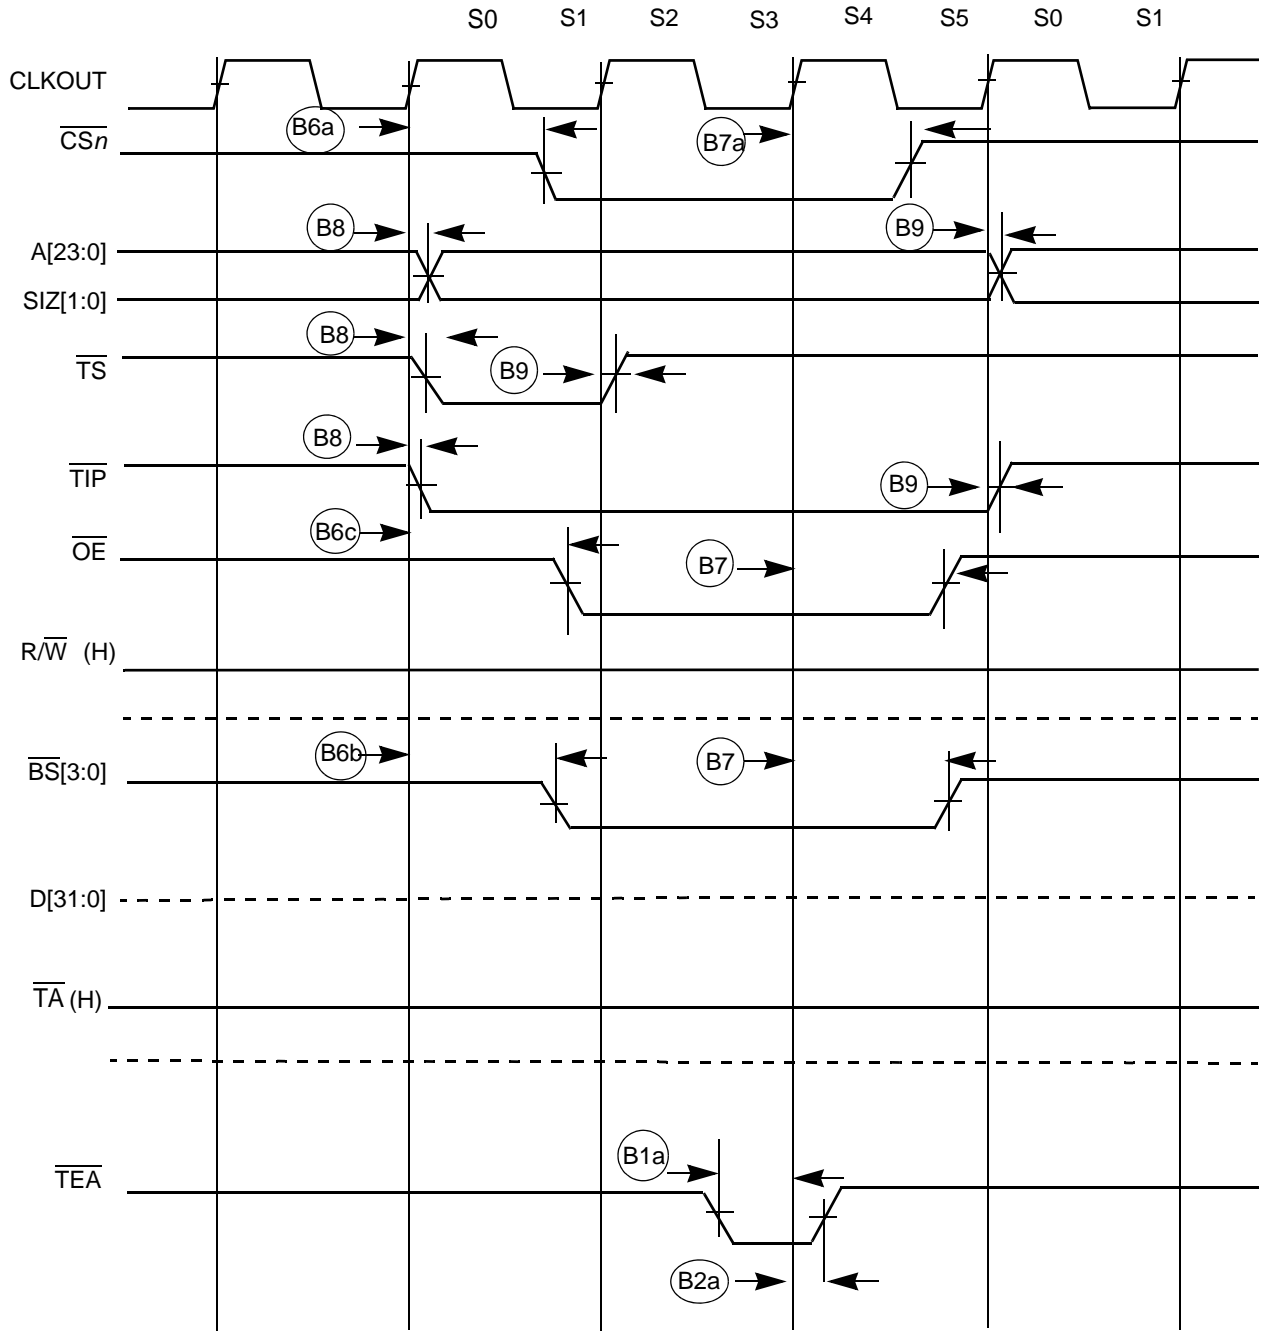 S0 S1 S2 S3 S4 S5 S0 S1
CLKOUT
B6a B7a
CSn
B8 B9
A[23:0]
SIZ[1:0]
B8
TS B9
B8
TIP B9
B6c
OE B7
R/W (H)
B6b B7
BS[3:0]
D[31:0]
TA (H)
B1a
TEA
B2a